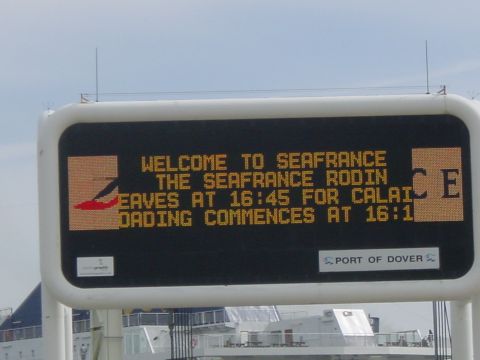 WELCOME TO SEAFRANCE
THE SEAFRANCE RODIN
EAVES AT 16:45 FOR CALAI
OADING COMMENCES AT 16:1
CE
PORT OF DOVER